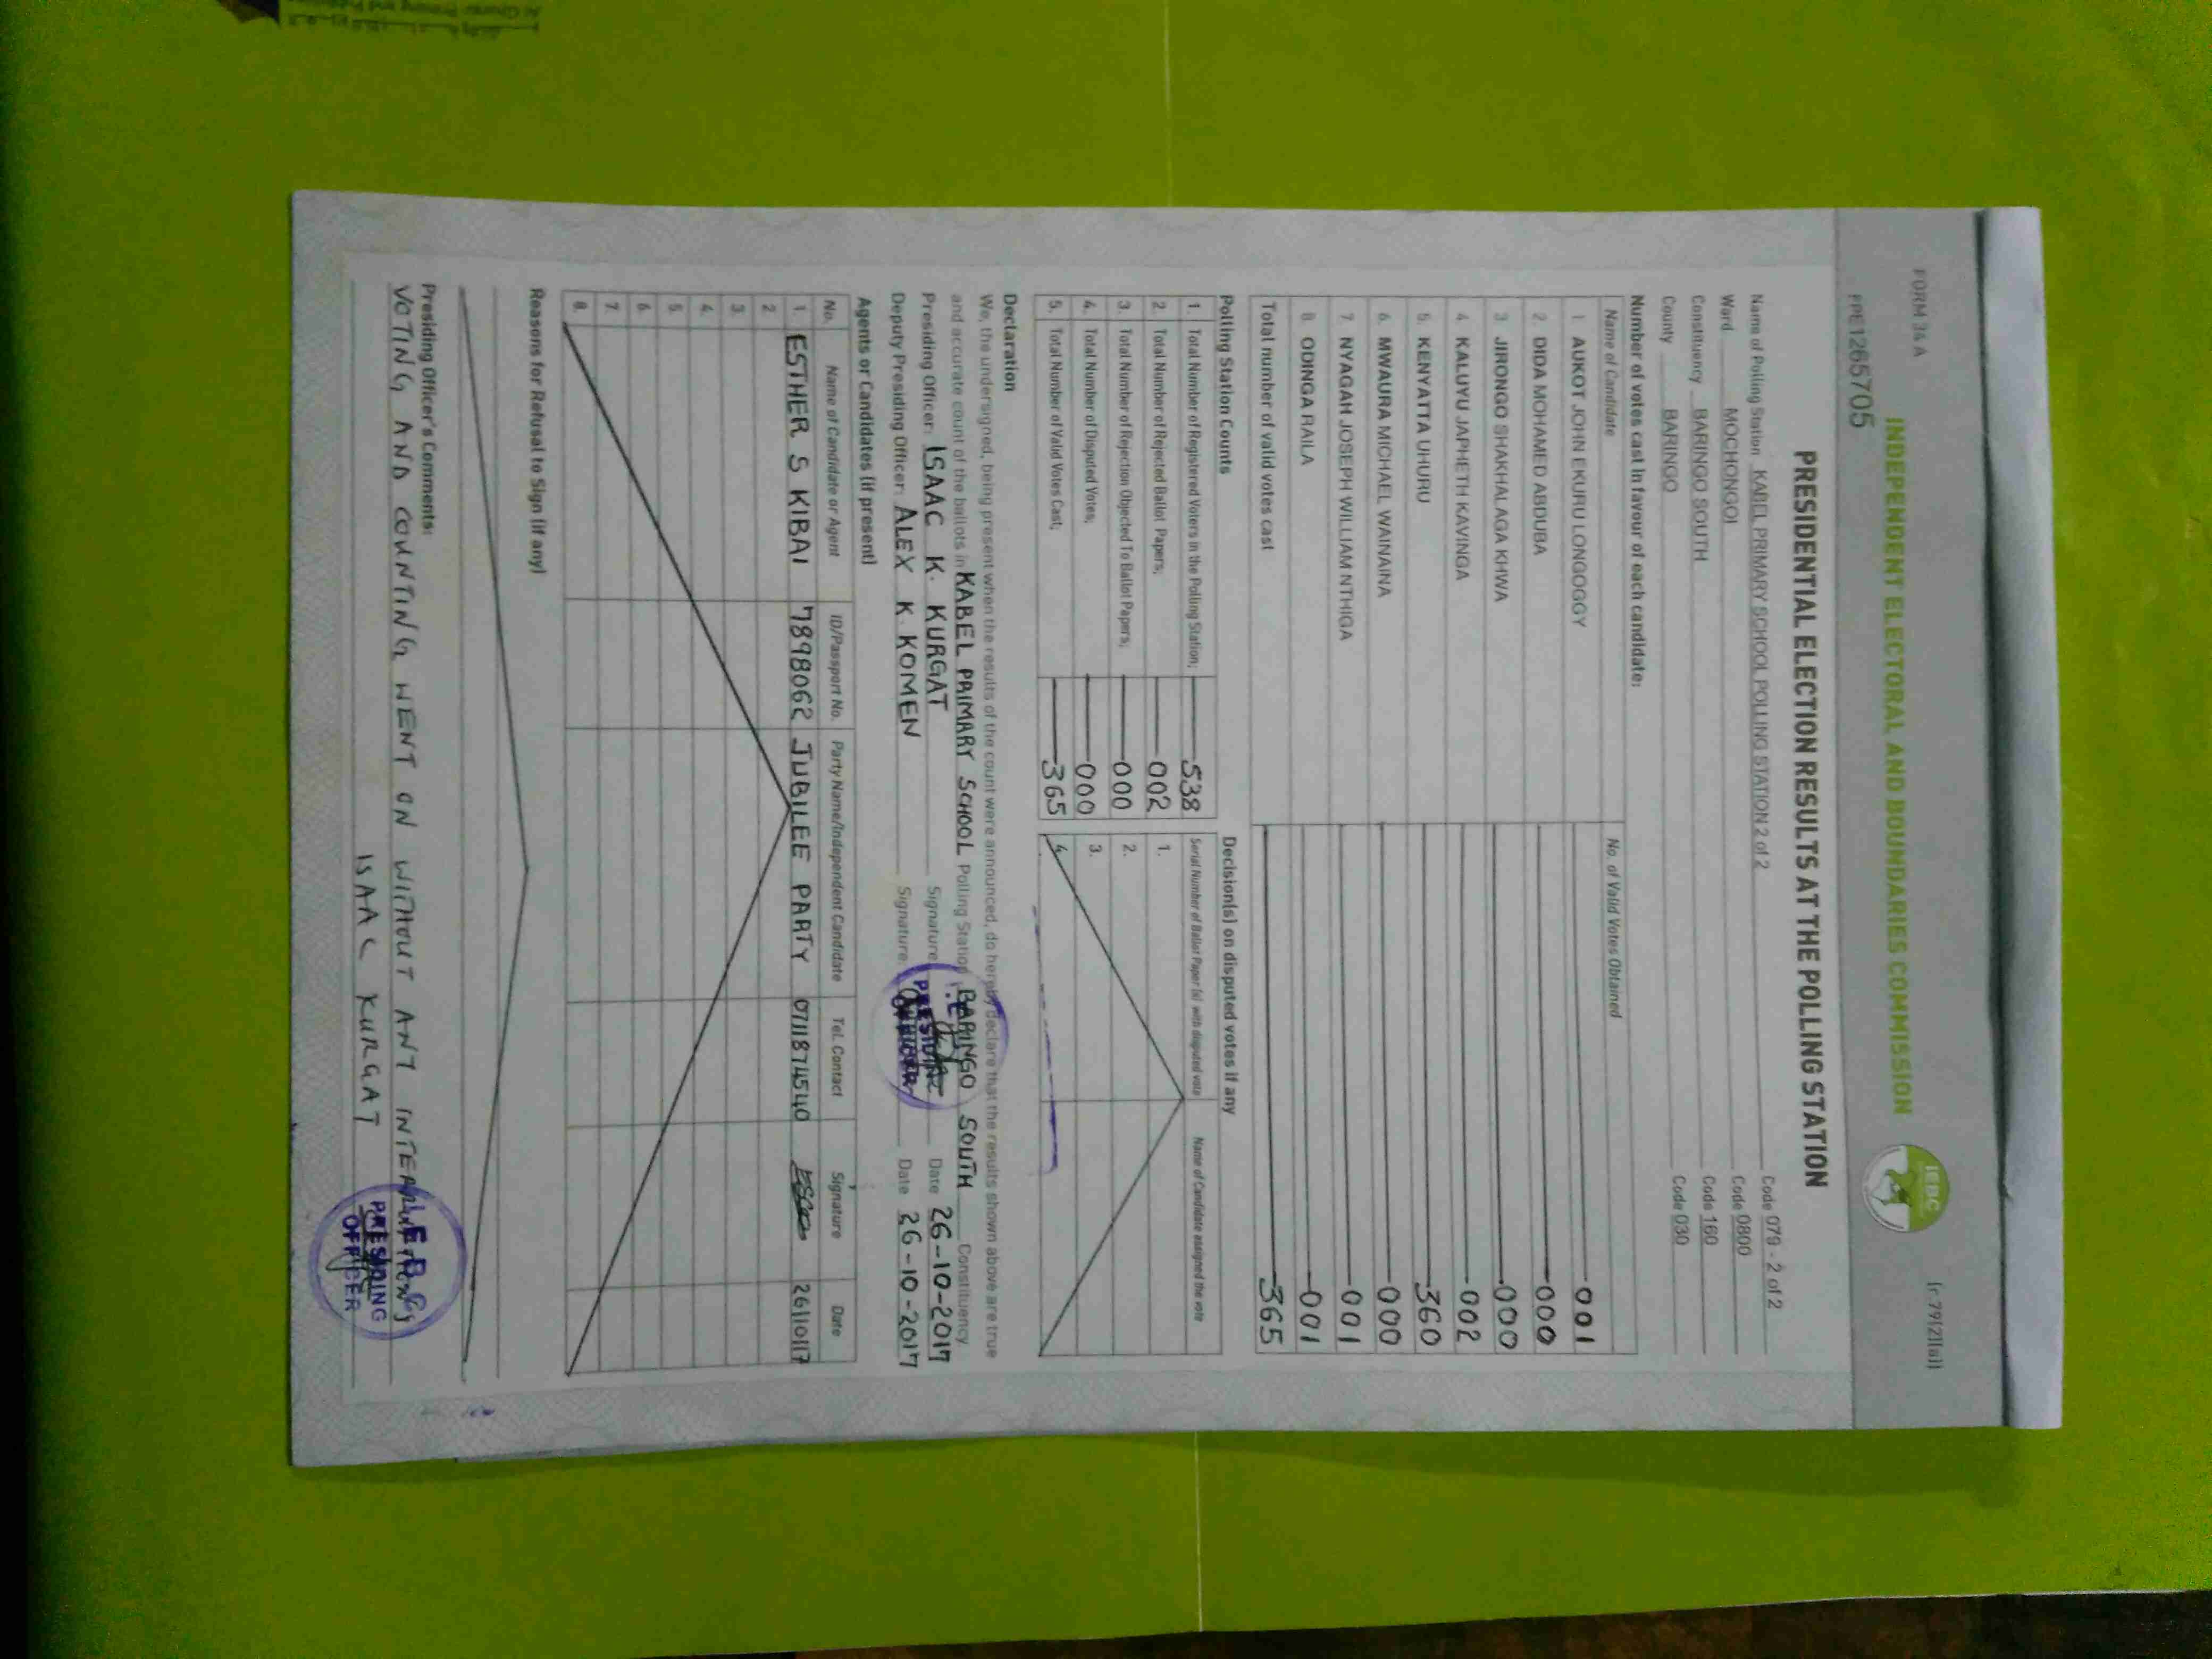 FORM 34 A
(r.79(2)(a))
INDEPENDENT ELECTORAL AND BOUNDARIES COMMISSION
IEBC
PPE1265705
PRESIDENTIAL ELECTION RESULTS AT THE POLLING STATION
Name of Polling Station KABEL PRIMARY SCHOOL POLLING STATION 2 of 2 Code 079 - 2 of 2
Ward MOCHONGOI Code 0800
Constituency BARINGO SOUTH Code 160
County BARINGO Code 030
Number of votes cast in favour of each candidate:
Name of Candidate No. of Valid Votes Obtained
1 AUKOT JOHN EKURU LONGOGGY 001
2. DIDA MOHAMED ABDUBA 000
3 JIRONGO SHAKHALAGA KHWA 000
4 KALUYU JAPHETH KAVINGA 002
5. KENYATTA UHURU 360
6. MWAURA MICHAEL WAINAINA 000
7. NYAGAH JOSEPH WILLIAM NTHIGA 001
8. ODINGA RAILA 001
Total number of valid votes cast 365
Polling Station Counts
1. Total Number of Registered Voters in the Polling Station; 538
2. Total Number of Rejected Ballot Papers; 002
3. Total Number of Rejection Objected To Ballot Papers; 000
4. Total Number of Disputed Votes; 000
5. Total Number of Valid Votes Cast; 365
Decision(s) on disputed votes if any
Serial Number of Ballot Paper (s) with disputed vote Name of Candidate assigned the vote
1.
2.
3.
4.
Declaration
We, the undersigned, being present when the results of the count were announced, do hereby declare that the results shown above are true
and accurate count of the ballots in KABEL PRIMARY SCHOOL Polling Station, BARINGO SOUTH Constituency
Presiding Officer: ISAAC K. KURGAT Signature: Date 26-10-2017
Deputy Presiding Officer: ALEX K. KOMEN Signature: Date 26-10-2017
PRESIDING
OFFICER
Agents or Candidates (if present)
No. Name of Candidate or Agent ID/Passport No. Party Name/Independent Candidate Tel. Contact Signature Date
1 ESTHER S KIBAI 7898062 JUBILEE PARTY 0711874540 26/10/17
2
3.
4.
5.
6.
7.
8.
Reasons for Refusal to Sign (if any)
Presiding Officer's Comments:
VOTING AND COUNTING WENT ON WITHOUT ANT
ISAAC KURGAT
I.E.B.C
PRESIDING
OFFICER